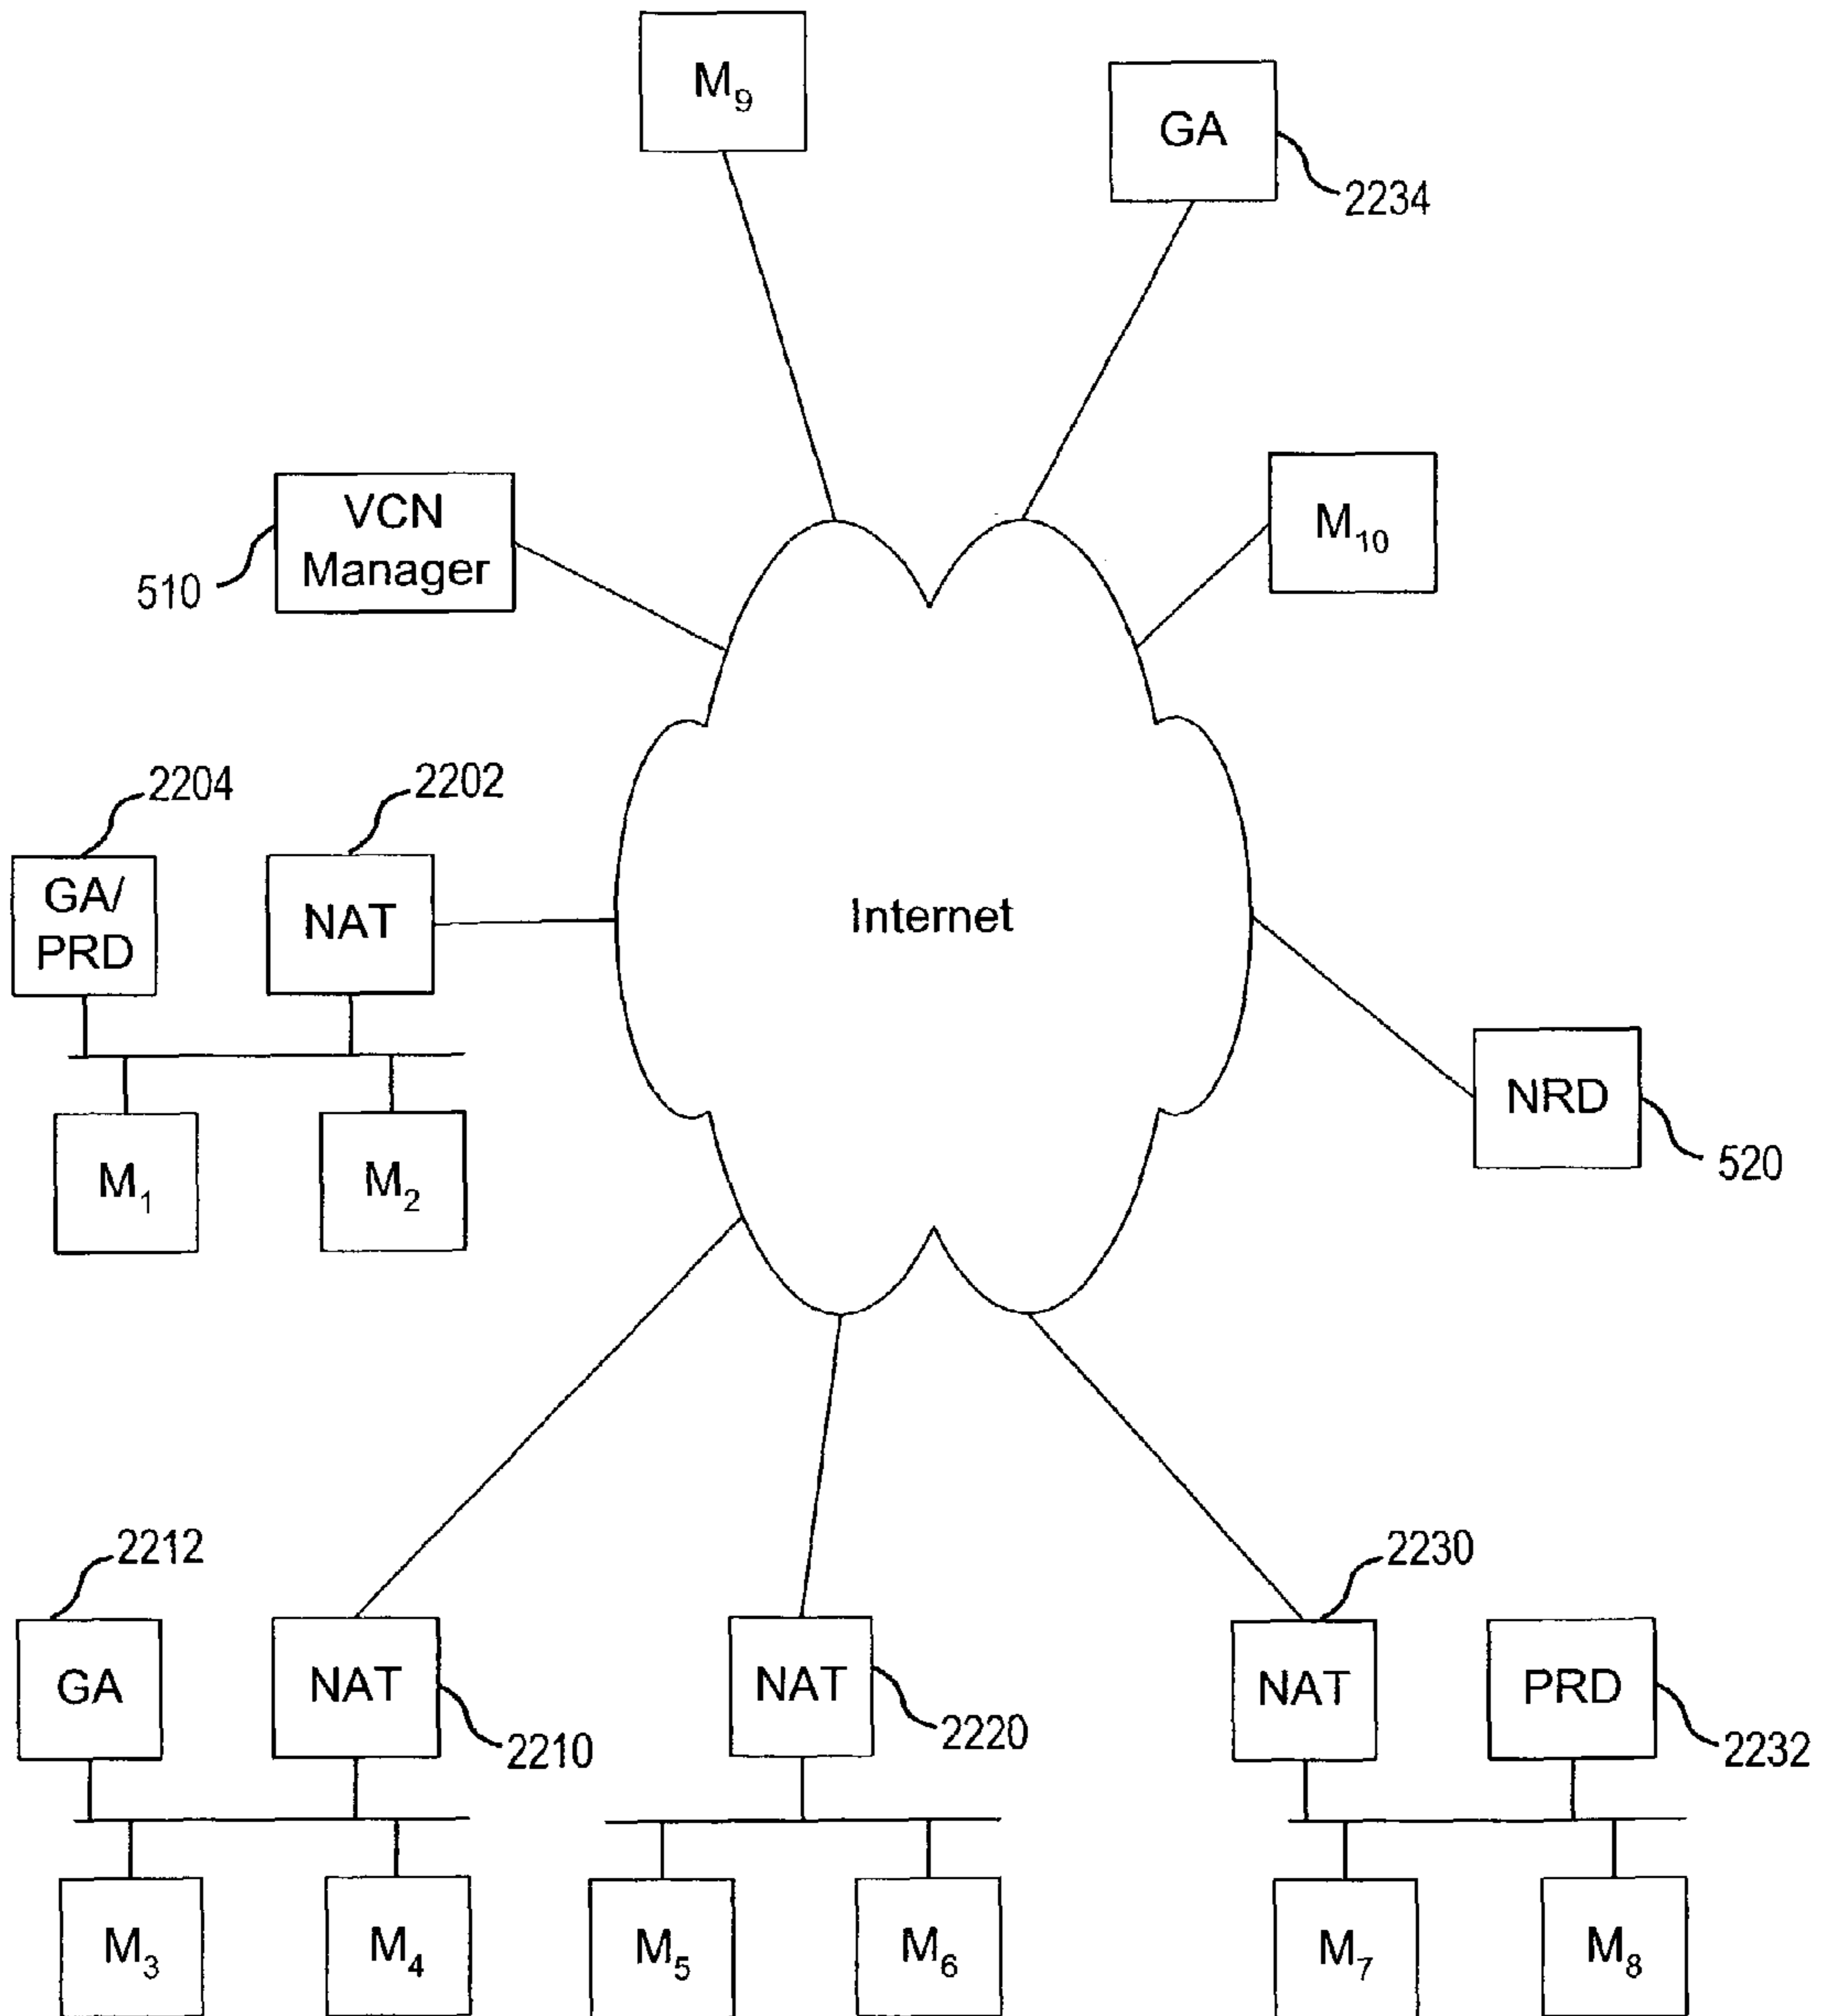 M9
GA
2234
VCN
Manager
510
M10
2204
2202
GA/
PRD
NAT
Internet
NRD
520
M1
M2
2212
2230
GA
NAT
2210
NAT
2220
NAT
PRD
2232
M3
M4
M5
M6
M7
M8